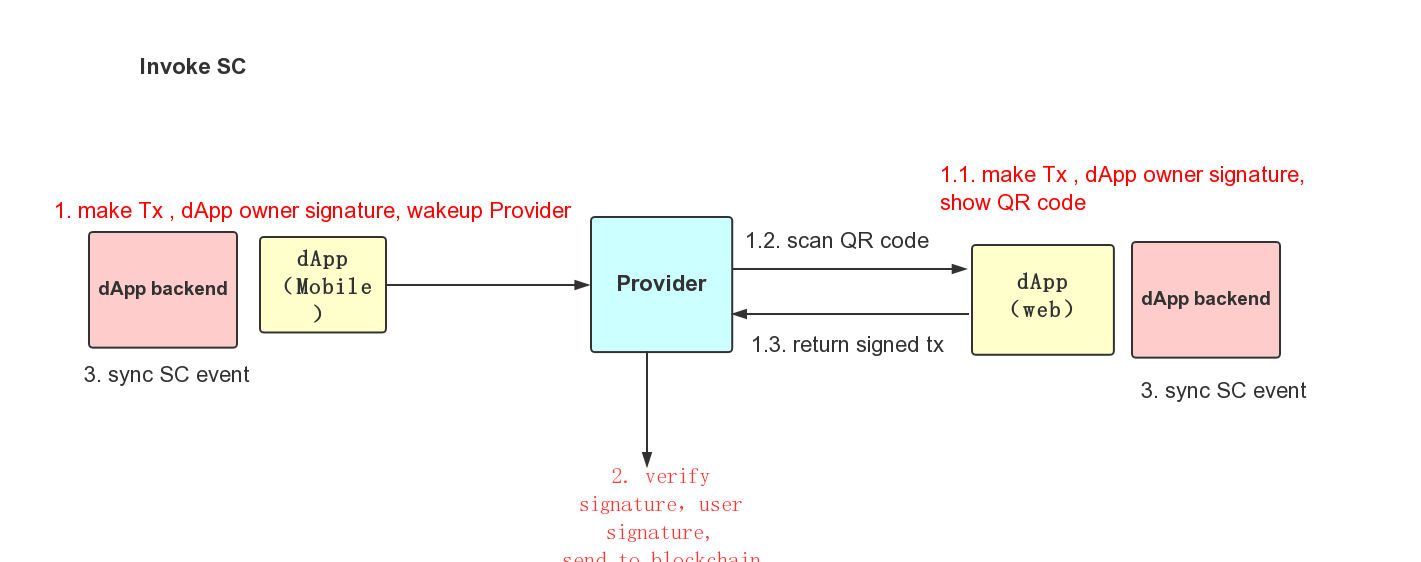 Invoke SC
1.1. make Tx , dApp owner signature,
show QR code
1. make Tx , dApp owner signature, wakeup Provider
dApp backend
dApp
（Mobile
）
Provider
1.2. scan QR code
1.3. return signed tx
dApp
（web）
dApp backend
3. sync SC event
3. sync SC event
2. verify
signature, user
signature,
send to blockchain